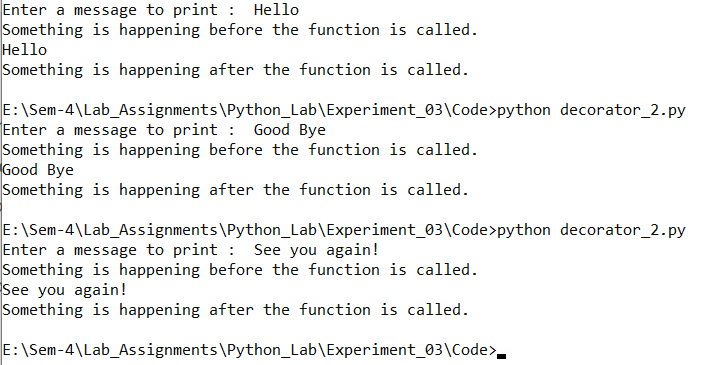 Enter a message to print :  Hello
Something is happening before the function is called.
Hello
Something is happening after the function is called.
E:\Sem-4\Lab_Assignments\Python_Lab\Experiment_03\Code>python decorator_2.py
Enter a message to print :  Good Bye
Something is happening before the function is called.
Good Bye
Something is happening after the function is called.
E:\Sem-4\Lab_Assignments\Python_Lab\Experiment_03\Code>python decorator_2.py
Enter a message to print :  See you again!
Something is happening before the function is called.
See you again!
Something is happening after the function is called.
E:\Sem-4\Lab_Assignments\Python_Lab\Experiment_03\Code>